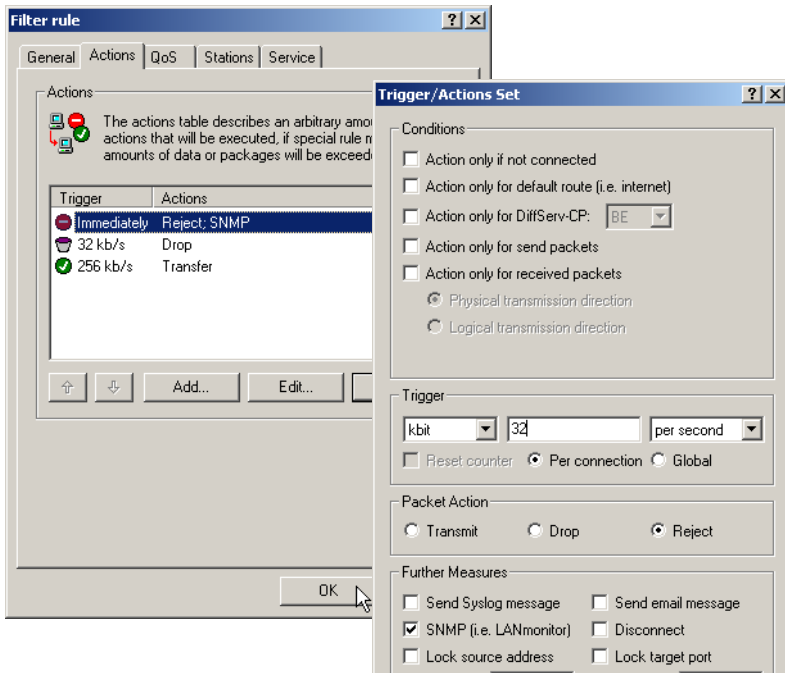 Filter rule
General Actions QoS Stations Service
Actions
The actions table describes an arbitrary amo
actions that will be executed, if special rule m
amounts of data or packages will be exceed
Trigger Actions
Immediately Reject; SNMP
32 kb/s Drop
256 kb/s Transfer
Add... Edit...
OK
Trigger/Actions Set
Conditions
Action only if not connected
Action only for default route (i.e. internet)
Action only for DiffServ-CP: BE
Action only for send packets
Action only for received packets
Physical transmission direction
Logical transmission direction
Trigger
kbit 32 per second
Reset counter Per connection Global
Packet Action
Transmit Drop Reject
Further Measures
Send Syslog message Send email message
SNMP (i.e. LANmonitor) Disconnect
Lock source address Lock target port